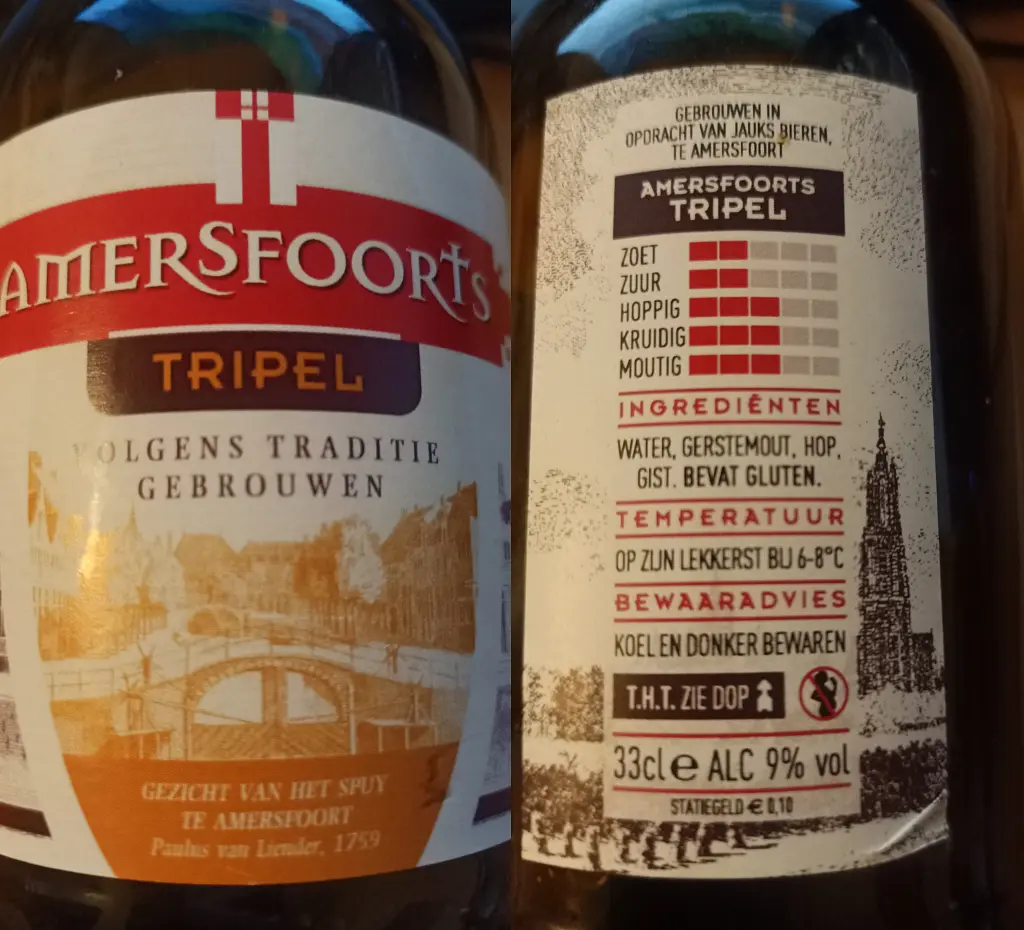 AMERSFOORTS
TRIPEL
VOLGENS TRADITIE
GEBROUWEN
GEZICHT VAN HET SPUY
TE AMERSFOORT
Paulus van Liender, 1759
GEBROUWEN IN
OPDRACHT VAN JAUKS BIEREN,
TE AMERSFOORT
AMERSFOORTS
TRIPEL
ZOET
ZUUR
HOPPIG
KRUIDIG
MOUTIG
INGREDIËNTEN
WATER, GERSTEMOUT, HOP,
GIST. BEVAT GLUTEN.
TEMPERATUUR
OP ZIJN LEKKERST BIJ 6-8°C
BEWAARADVIES
KOEL EN DONKER BEWAREN
T.H.T. ZIE DOP
33cl e ALC 9% vol
STATIEGELD € 0,10